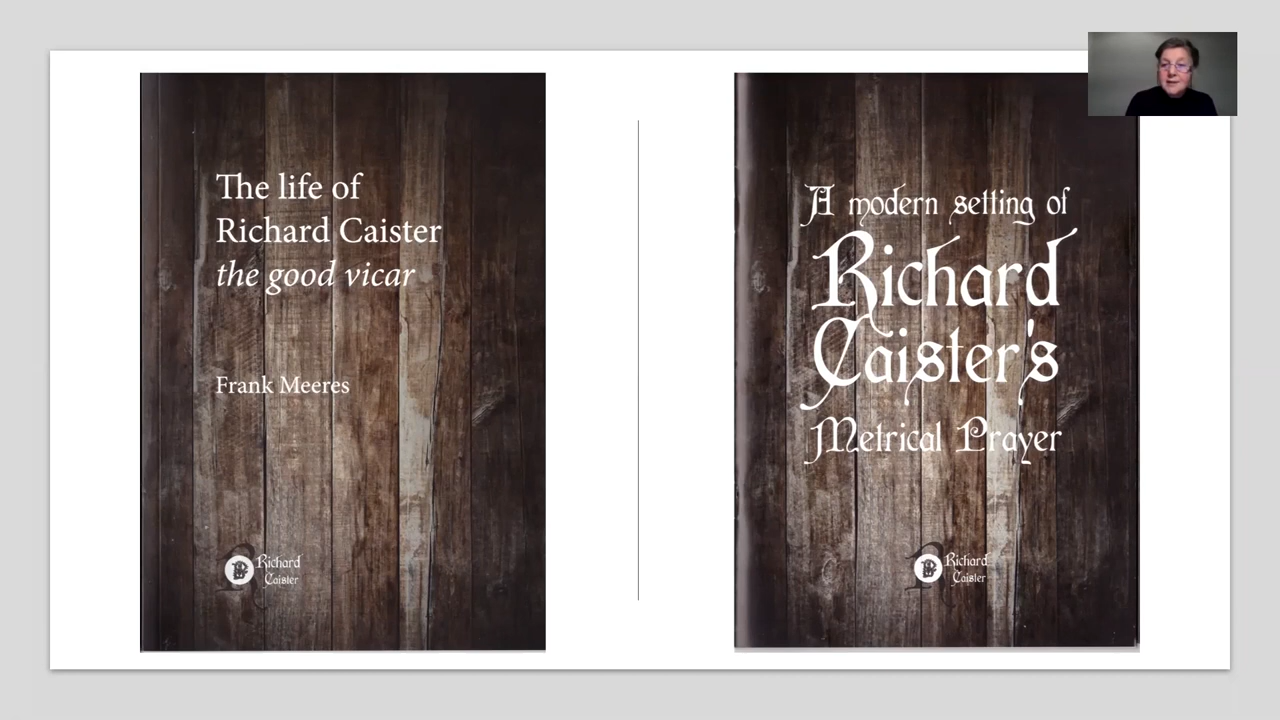 The life of
Richard Caister
the good vicar
Frank Meeres
Richard
Caister
A modern setting of
Richard
Caister's
Metrical Prayer
Richard
Caister